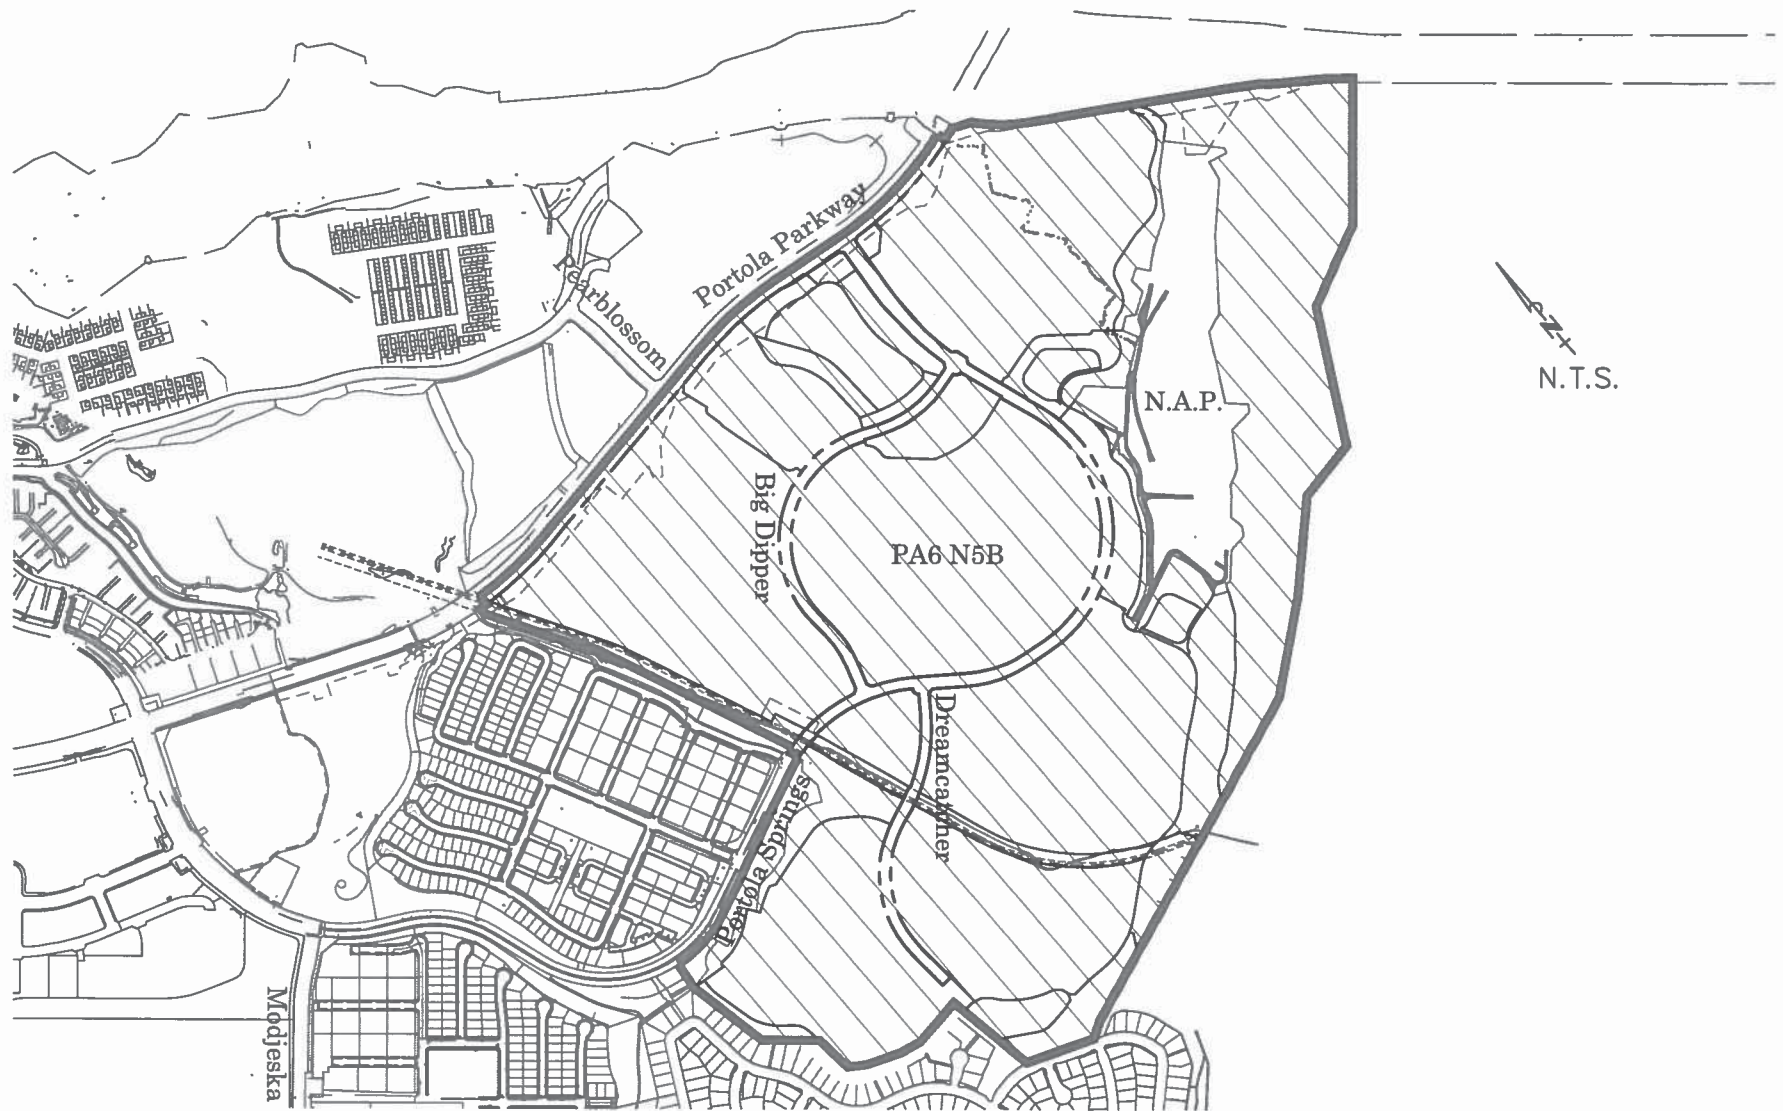 Portola Parkway
Pearblossom
N
N.T.S.
N.A.P.
Big Dipper
PA6 N5B
Dreamcatcher
Portola Springs
Modjeska